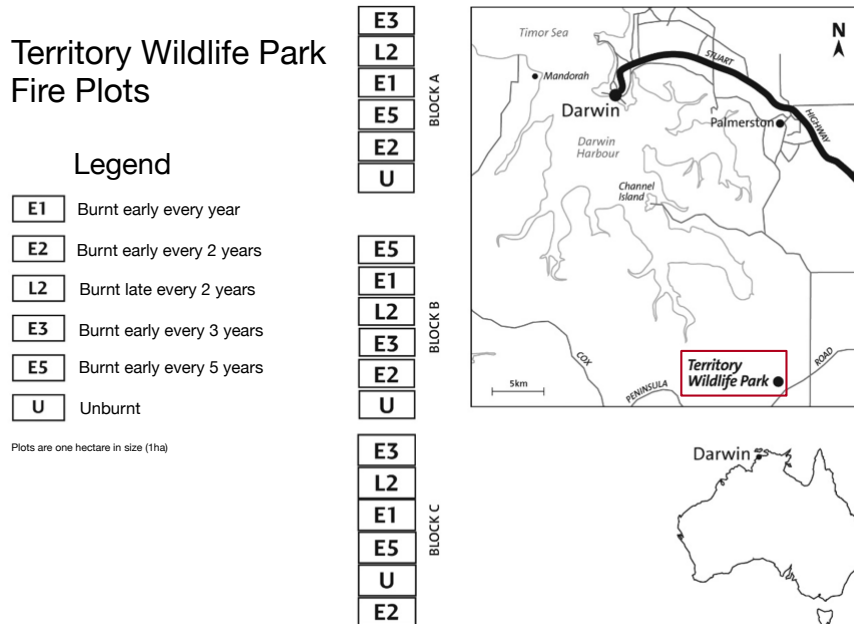 Territory Wildlife Park
Fire Plots
Legend
E1 Burnt early every year
E2 Burnt early every 2 years
L2 Burnt late every 2 years
E3 Burnt early every 3 years
E5 Burnt early every 5 years
U Unburnt
Plots are one hectare in size (1ha)
E3
L2
E1
E5
E2
U
BLOCK A
E5
E1
L2
E3
E2
U
BLOCK B
E3
L2
E1
E5
U
E2
BLOCK C
Timor Sea
N
STUART
Mandorah
Darwin
HIGHWAY
Palmerston
Darwin
Harbour
Channel
Island
COX
PENINSULA
ROAD
Territory
Wildlife Park
5km
Darwin